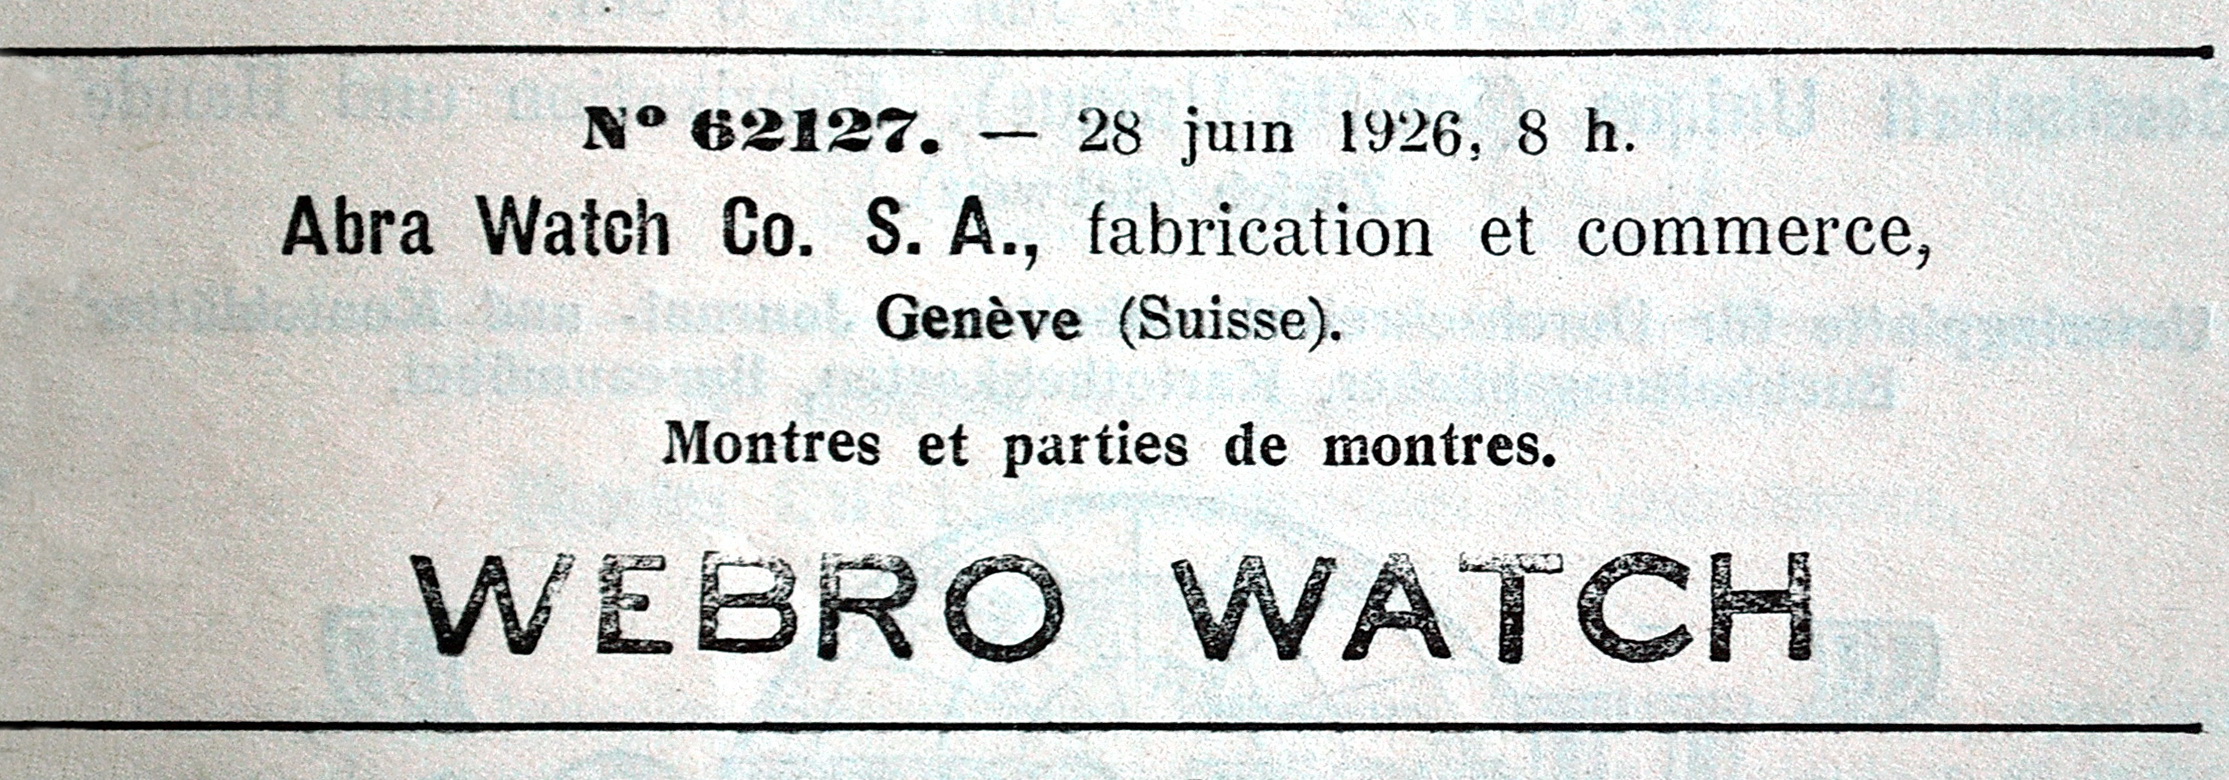 Nº 62127. — 28 juin 1926, 8 h.
Abra Watch Co. S. A., fabrication et commerce,
Genève (Suisse).
Montres et parties de montres.
WEBRO WATCH